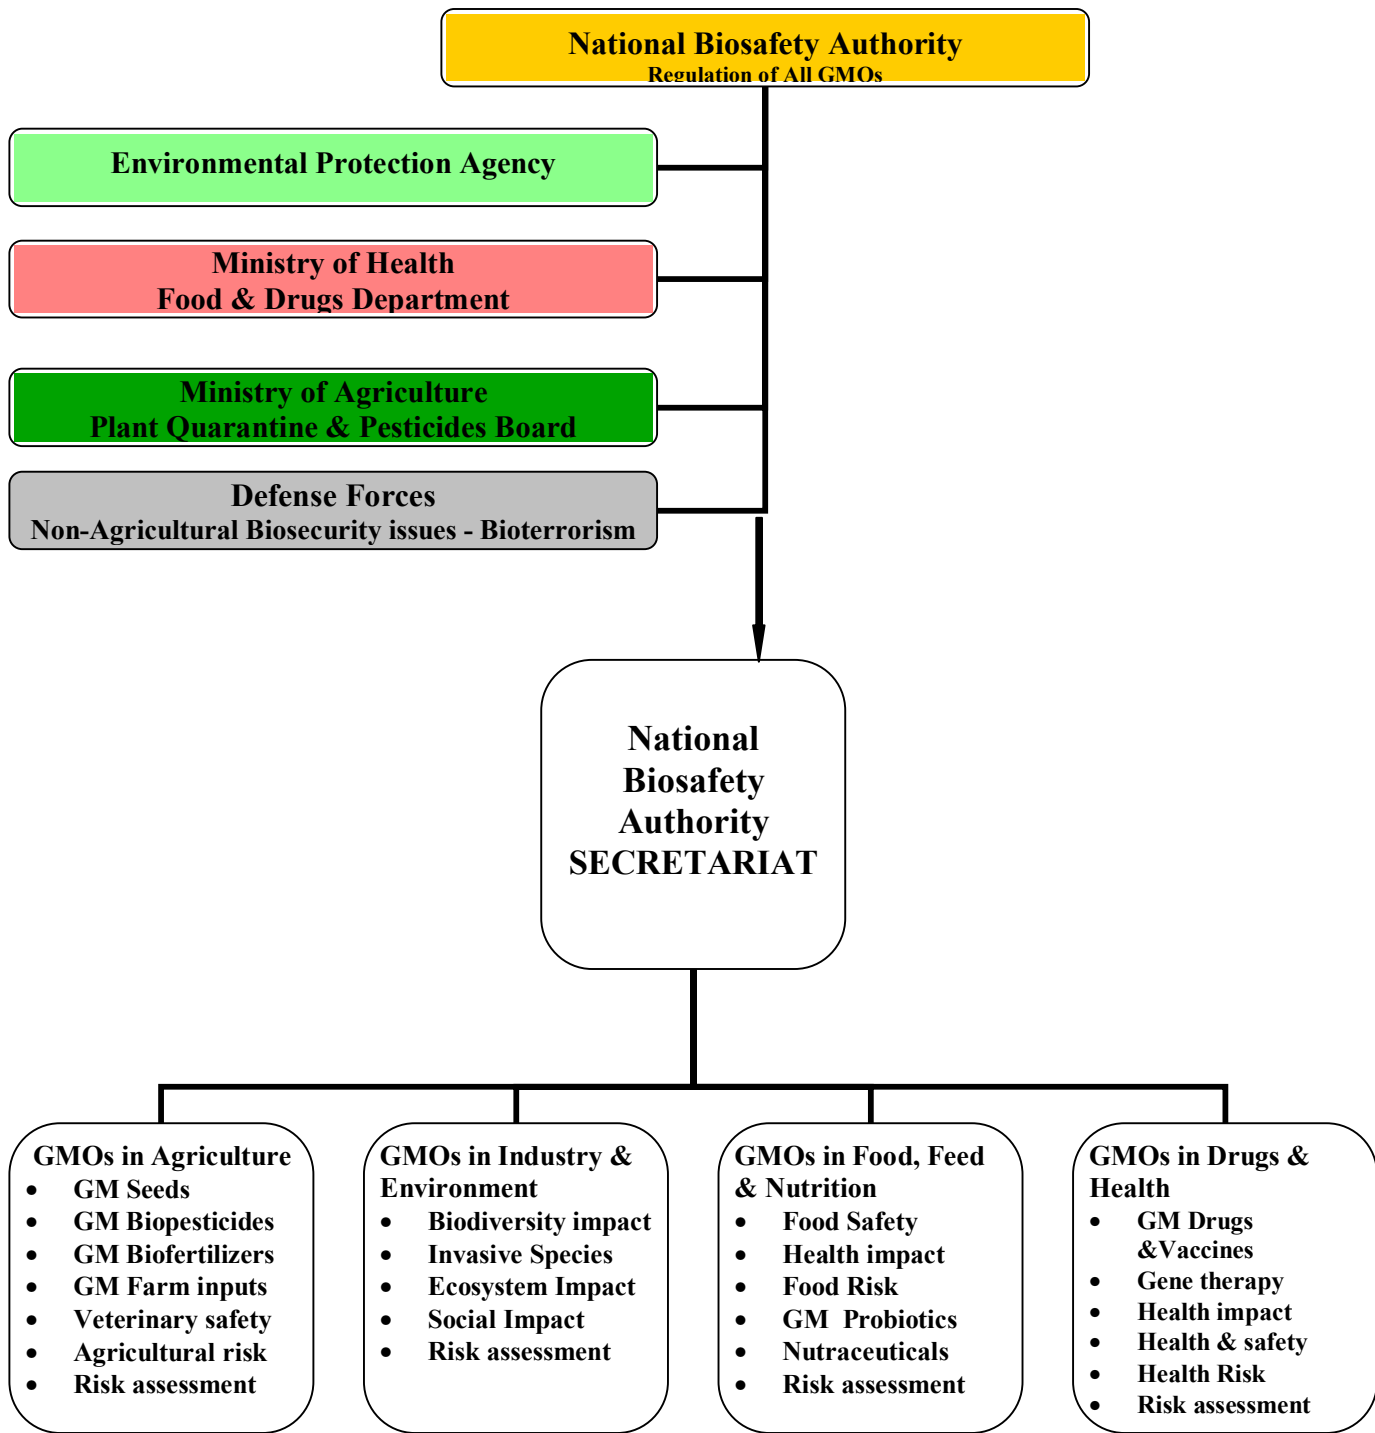 National Biosafety Authority
Regulation of All GMOs
Environmental Protection Agency
Ministry of Health
Food & Drugs Department
Ministry of Agriculture
Plant Quarantine & Pesticides Board
Defense Forces
Non-Agricultural Biosecurity issues - Bioterrorism
National
Biosafety
Authority
SECRETARIAT
GMOs in Agriculture
• GM Seeds
• GM Biopesticides
• GM Biofertilizers
• GM Farm inputs
• Veterinary safety
• Agricultural risk
• Risk assessment
GMOs in Industry &
Environment
• Biodiversity impact
• Invasive Species
• Ecosystem Impact
• Social Impact
• Risk assessment
GMOs in Food, Feed
& Nutrition
• Food Safety
• Health impact
• Food Risk
• GM Probiotics
• Nutraceuticals
• Risk assessment
GMOs in Drugs &
Health
• GM Drugs
&Vaccines
• Gene therapy
• Health impact
• Health & safety
• Health Risk
• Risk assessment